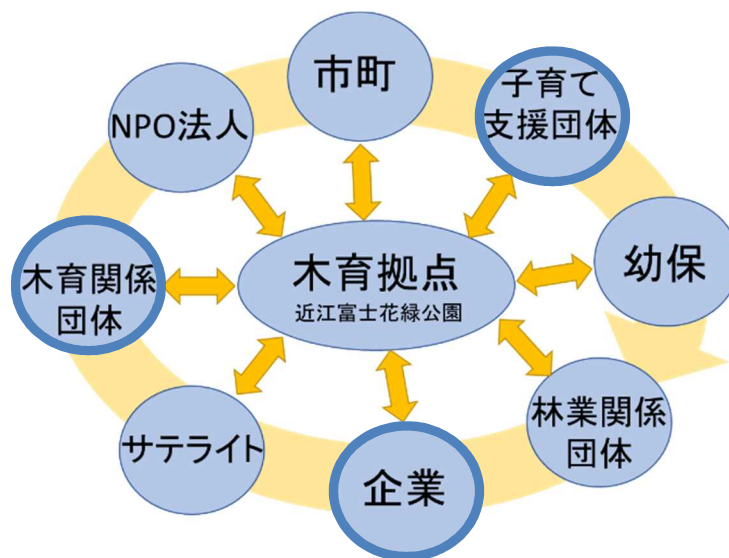 市町
子育て
支援団体
NPO法人
幼保
木育拠点
近江富士花緑公園
木育関係
団体
林業関係
団体
サテライト
企業